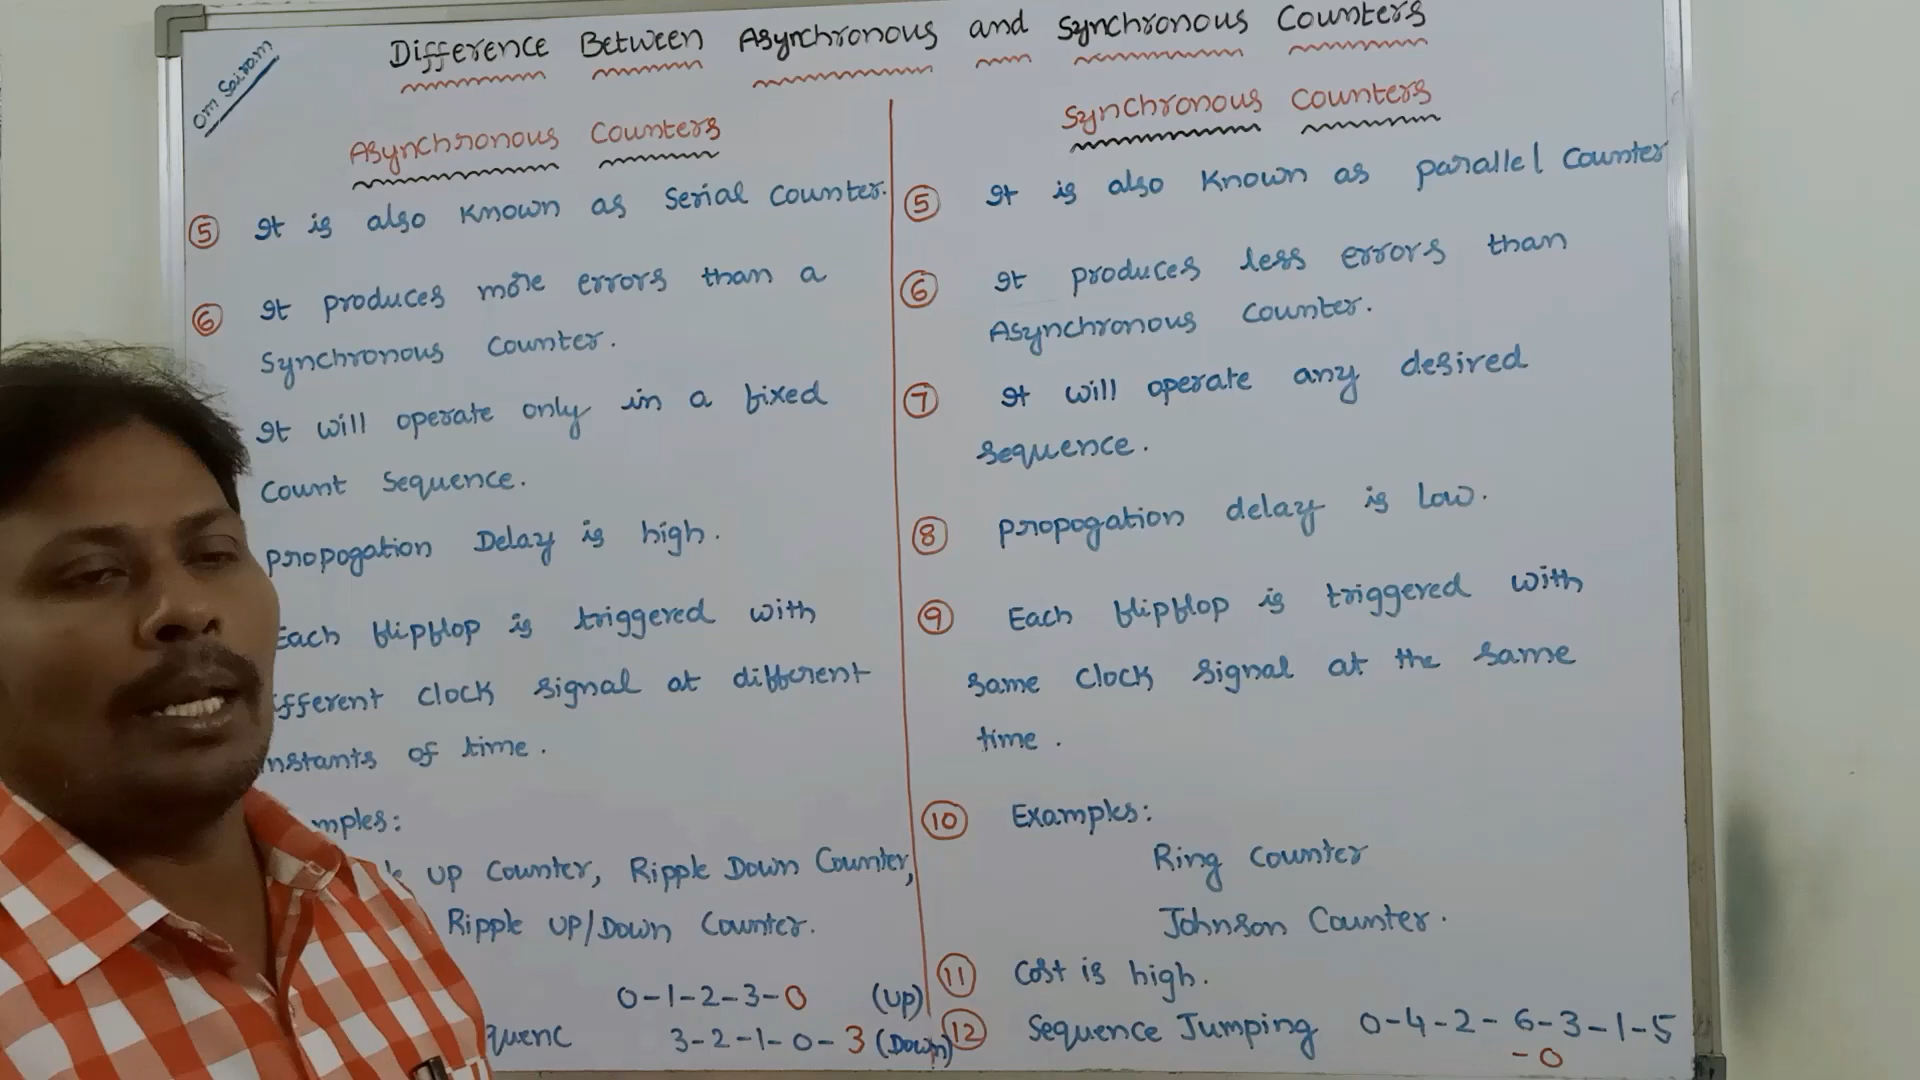 Om Sairam
Difference Between Asynchronous and Synchronous Counters
Asynchronous Counters
5 It is also known as Serial Counter.
6 It produces more errors than a
Synchronous Counter.
It will operate only in a fixed
Count Sequence.
propogation Delay is high.
Each flipflop is triggered with
fferent clock signal at different
nstants of time.
mples:
UP Counter, Ripple Down Counter,
Ripple UP/Down Counter.
0-1-2-3-0 (UP)
quenc 3-2-1-0-3 (Down)
Synchronous Counters
5 It is also known as parallel Counter
6 It produces less errors than
Asynchronous Counter.
7 It will operate any desired
sequence.
8 propogation delay is Low.
9 Each flipflop is triggered with
same clock signal at the same
time.
10 Examples:
Ring Counter
Johnson Counter.
11 Cost is high.
12 Sequence Jumping 0-4-2-6-3-1-5
-0